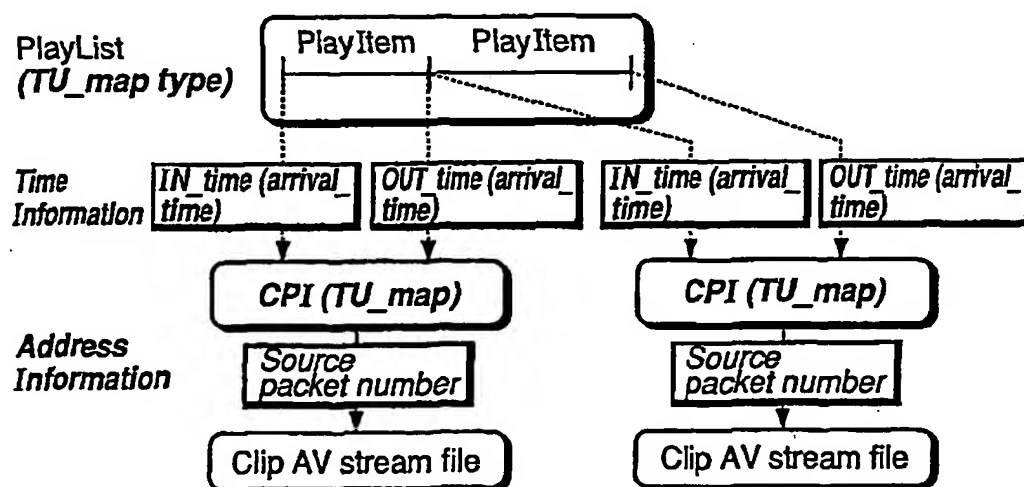 PlayList
(TU_map type)
PlayItem
PlayItem
Time
Information
IN_time (arrival_
time)
OUT_time (arrival_
time)
IN_time (arrival_
time)
OUT_time (arrival_
time)
CPI (TU_map)
CPI (TU_map)
Address
Information
Source
packet number
Source
packet number
Clip AV stream file
Clip AV stream file